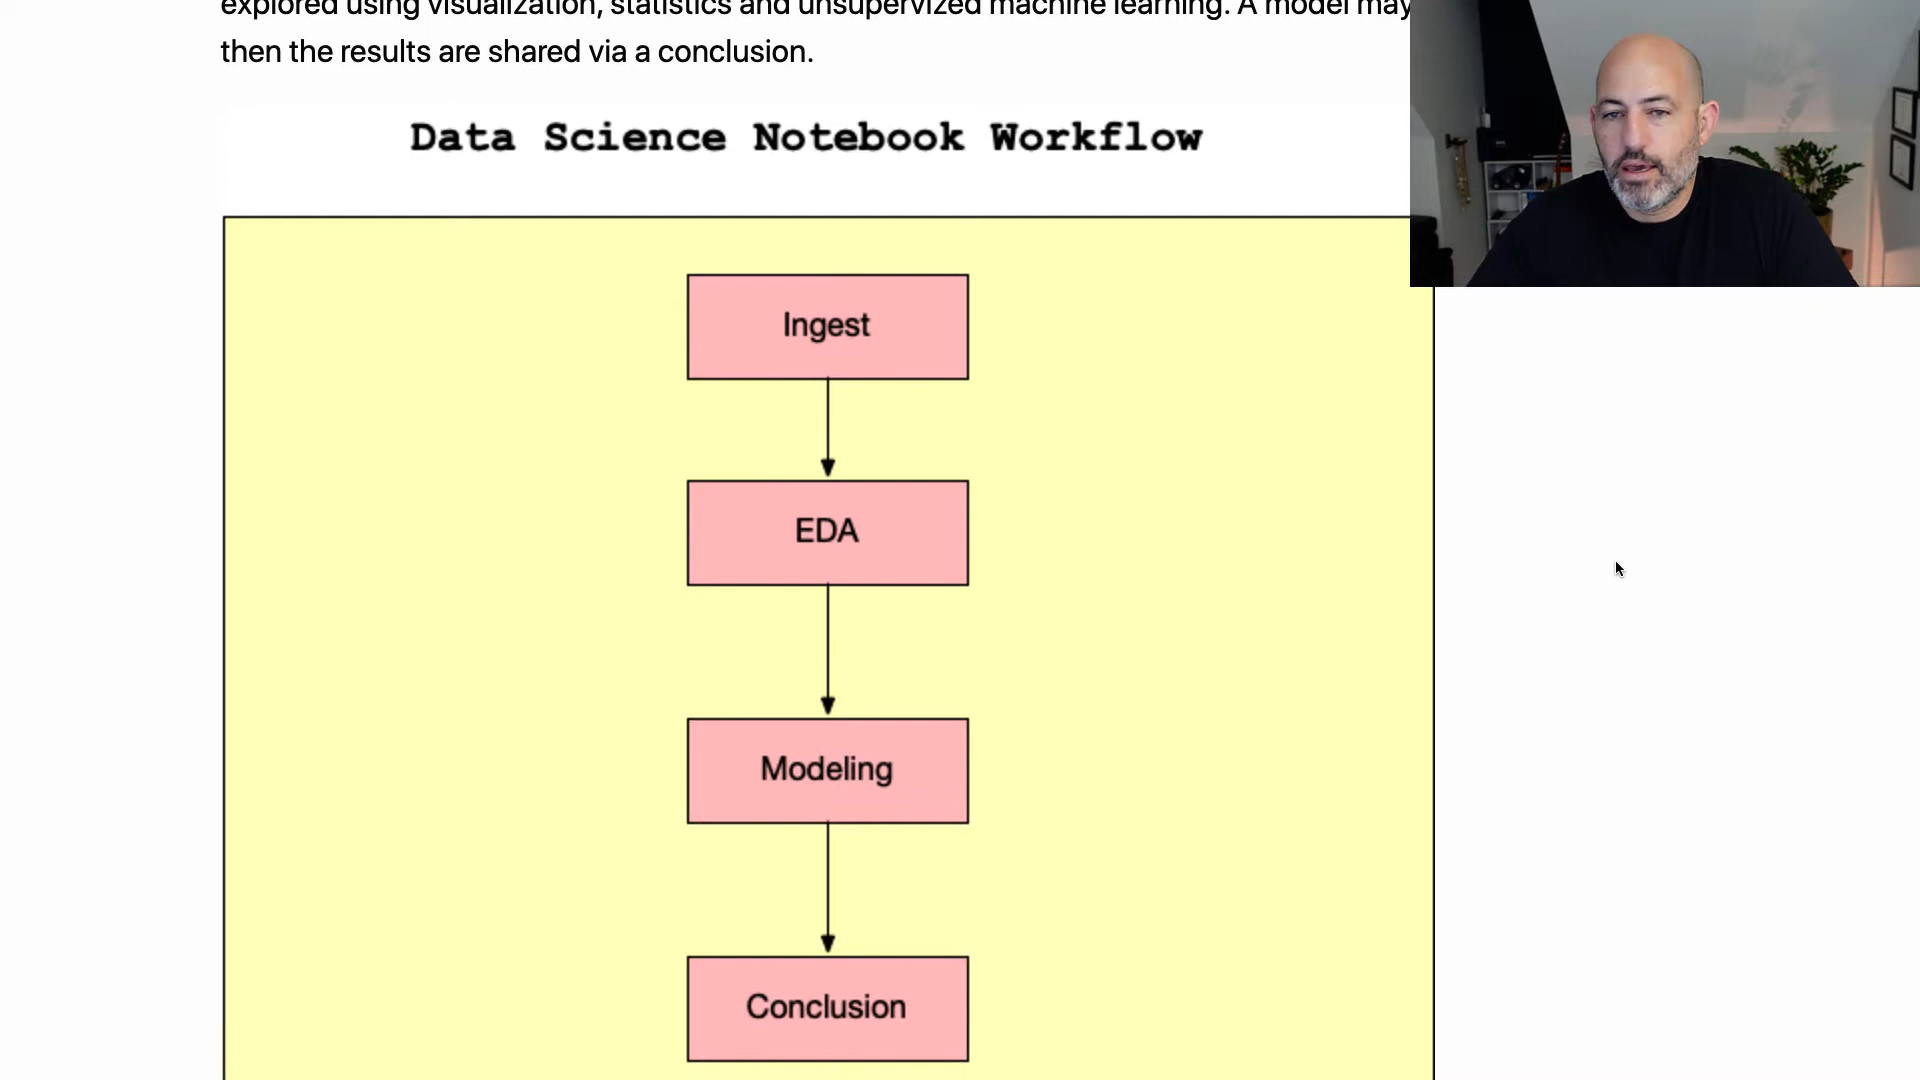 explored using visualization, statistics and unsupervized machine learning. A model may
then the results are shared via a conclusion.
Data Science Notebook Workflow
Ingest
EDA
Modeling
Conclusion